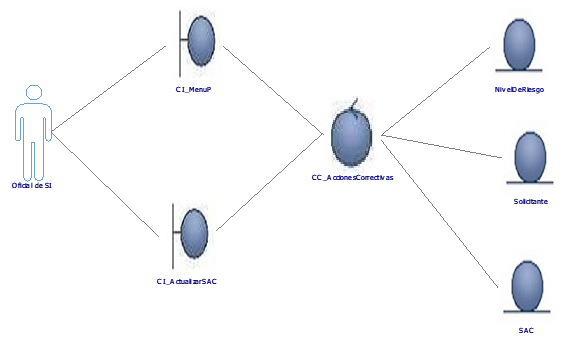 CI_MenuP
NivelDeRiesgo
Oficial de SI
CC_AccionesCorrectivas
Solicitante
CI_ActualizarSAC
SAC